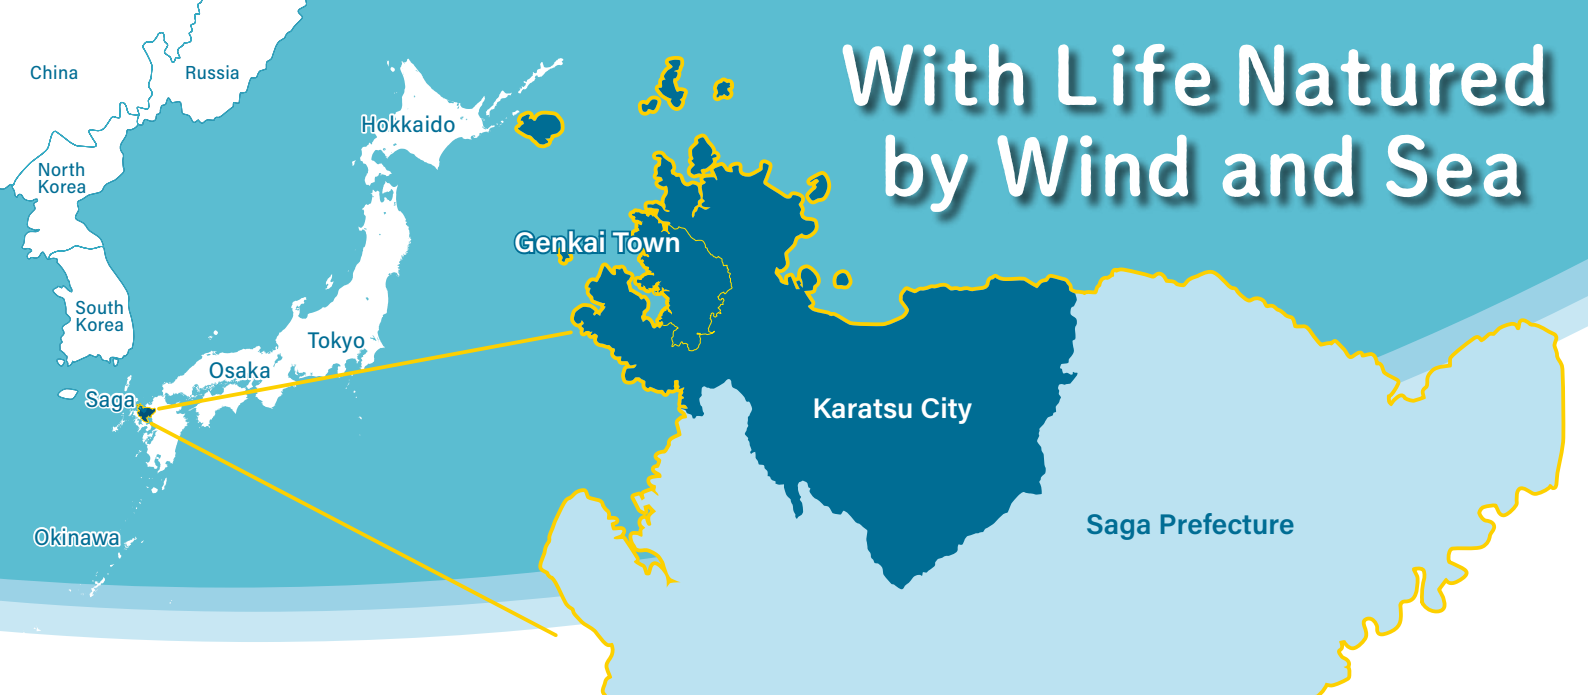 With Life Natured
by Wind and Sea
China
Russia
Hokkaido
North
Korea
Genkai Town
South
Korea
Tokyo
Osaka
Saga
Karatsu City
Saga Prefecture
Okinawa